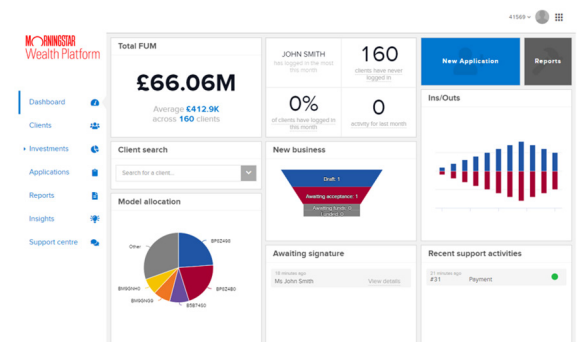 41569
MORNINGSTAR
Wealth Platform
Dashboard
Clients
Investments
Applications
Reports
Insights
Support centre
Total FUM
£66.06M
Average £412.9K
across 160 clients
JOHN SMITH
has logged in the most
this month
160
clients have never
logged in
0%
of clients have logged in
this month
0
activity for last month
New Application
Reports
Ins/Outs
Client search
Search for a client...
New business
Draft: 1
Awaiting acceptance: 1
Awaiting funds: 0
Funded: 0
Model allocation
Other
Awaiting signature
16 minutes ago
Ms John Smith
View details
Recent support activities
21 minutes ago
#31
Payment